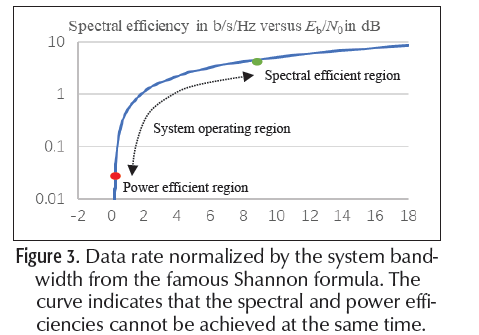 Spectral efficiency in b/s/Hz versus Eb/N0 in dB
10
Spectral efficient region
1
System operating region
0.1
Power efficient region
0.01
-2 0 2 4 6 8 10 12 14 16 18
Figure 3. Data rate normalized by the system band-
width from the famous Shannon formula. The
curve indicates that the spectral and power effi-
ciencies cannot be achieved at the same time.